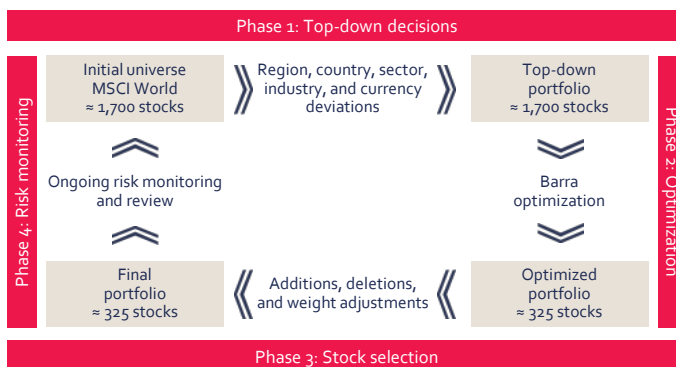 Phase 1: Top-down decisions
Initial universe
MSCI World
≈ 1,700 stocks
Region, country, sector,
industry, and currency
deviations
Top-down
portfolio
≈ 1,700 stocks
Phase 2: Optimization
Barra
optimization
Optimized
portfolio
≈ 325 stocks
Phase 3: Stock selection
Additions, deletions,
and weight adjustments
Final
portfolio
≈ 325 stocks
Phase 4: Risk monitoring
Ongoing risk monitoring
and review